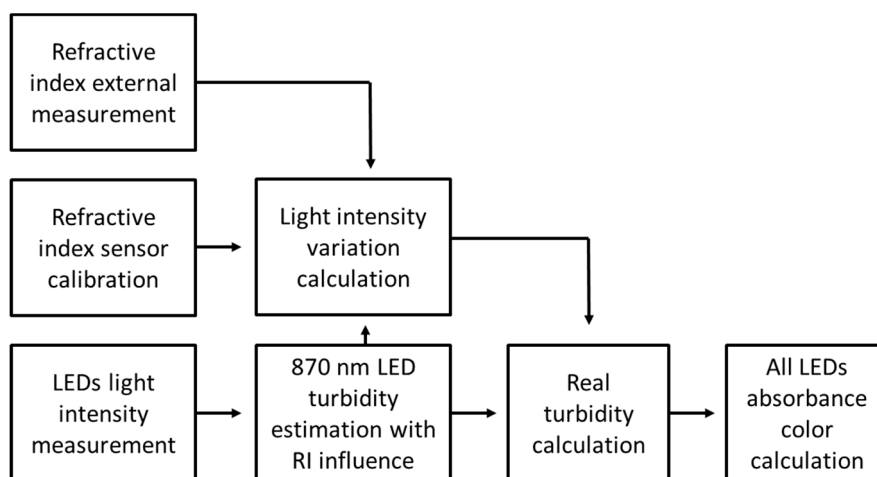 Refractive
index external
measurement
Refractive
index sensor
calibration
Light intensity
variation
calculation
LEDs light
intensity
measurement
870 nm LED
turbidity
estimation with
RI influence
Real
turbidity
calculation
All LEDs
absorbance
color
calculation